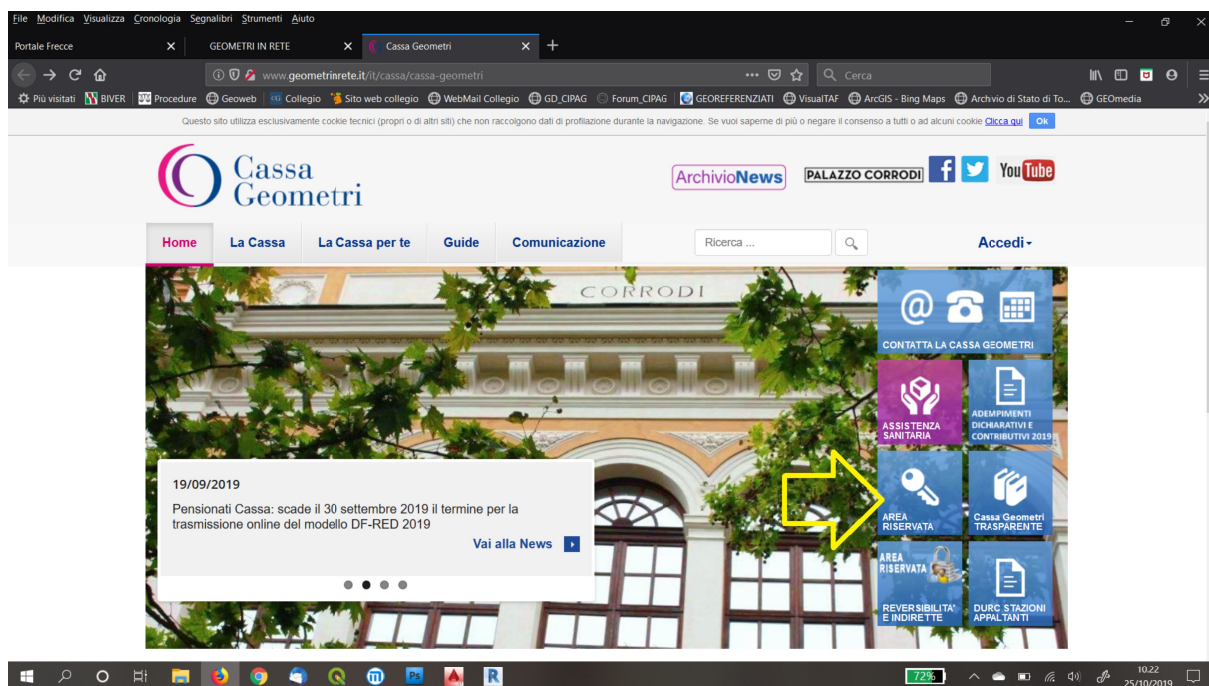 File Modifica Visualizza Cronologia Segnalibri Strumenti Aiuto
Portale Frecce
GEOMETRI IN RETE
Cassa Geometri
www.geometrinrete.it/it/cassa/cassa-geometri
Cerca
Più visitati BIVER Procedure Geoweb Collegio Sito web collegio WebMail Collegio GD_CIPAG Forum_CIPAG GEOREFERENZIATI VisualTAF ArcGIS - Bing Maps Archvio di Stato di To... GEOmedia
Questo sito utilizza esclusivamente cockie tecnici (propri o di altri siti) che non raccolgono dati di profilazione durante la navigazione. Se vuoi saperne di più o negare il consenso a tutti o ad alcuni cookie Clicca qui Ok
Cassa
Geometri
ArchivioNews
PALAZZO CORRODI
f
You Tube
Home La Cassa La Cassa per te Guide Comunicazione
Ricerca ...
Accedi
CORRODI
@
CONTATTA LA CASSA GEOMETRI
ASSISTENZA
SANITARIA
ADEMPIMENTI
DICHIARATIVI E
CONTRIBUTIVI 2019
19/09/2019
Pensionati Cassa: scade il 30 settembre 2019 il termine per la
trasmissione online del modello DF-RED 2019
Vai alla News
AREA
RISERVATA
Cassa Geometri
TRASPARENTE
AREA
RISERVATA
REVERSIBILITA'
E INDIRETTE
DURC STAZIONI
APPALTANTI
Ps
R
72%
10.22
25/10/2019